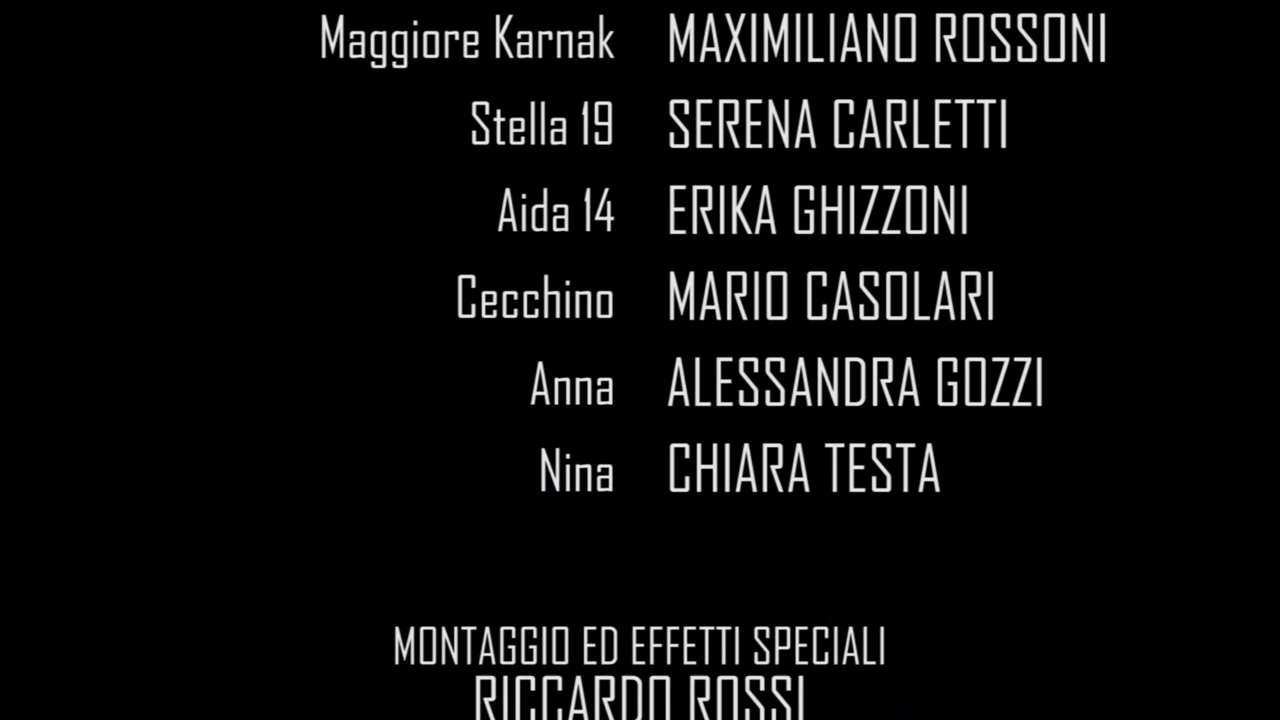 Maggiore Karnak MAXIMILIANO ROSSONI
Stella 19 SERENA CARLETTI
Aida 14 ERIKA GHIZZONI
Cecchino MARIO CASOLARI
Anna ALESSANDRA GOZZI
Nina CHIARA TESTA
MONTAGGIO ED EFFETTI SPECIALI
RICCARDO ROSSI